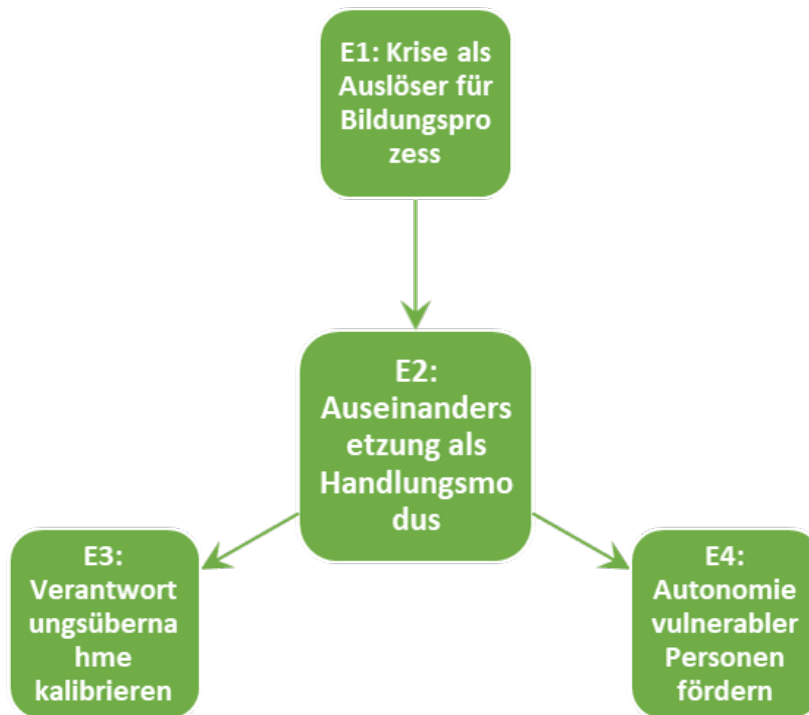 E1: Krise als
Auslöser für
Bildungspro
zess
E2:
Auseinanders
etzung als
Handlungsmo
dus
E3:
Verantwort
ungsüberna
hme
kalibrieren
E4:
Autonomie
vulnerabler
Personen
fördern